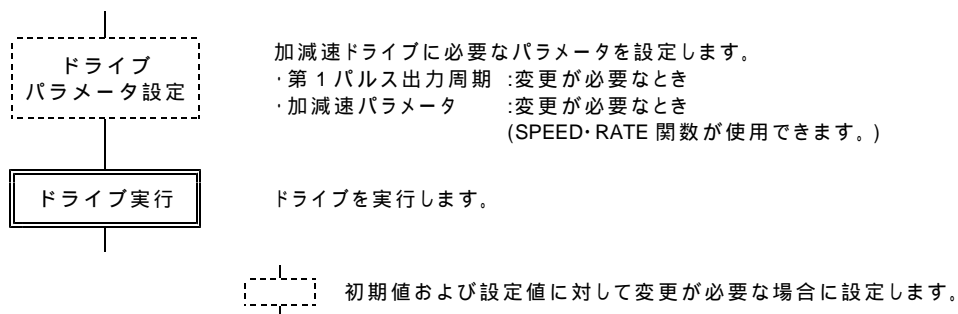 ドライブ
パラメータ設定
加減速ドライブに必要なパラメータを設定します。
・第1パルス出力周期 :変更が必要なとき
・加減速パラメータ :変更が必要なとき
(SPEED・RATE 関数が使用できます。)
ドライブ実行
ドライブを実行します。
初期値および設定値に対して変更が必要な場合に設定します。